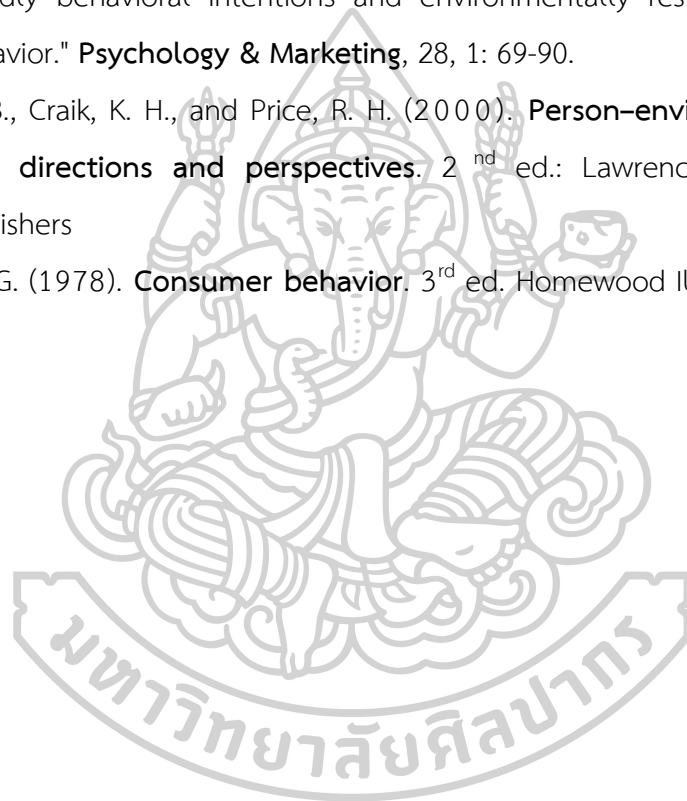 dly behavioral intentions and environmentally res
avior." Psychology & Marketing, 28, 1: 69-90.
B., Craik, K. H., and Price, R. H. (2000). Person–envi
directions and perspectives. 2 nd ed.: Lawrenc
ishers
G. (1978). Consumer behavior. 3rd ed. Homewood
มหาวิทยาลัยศิลปากร